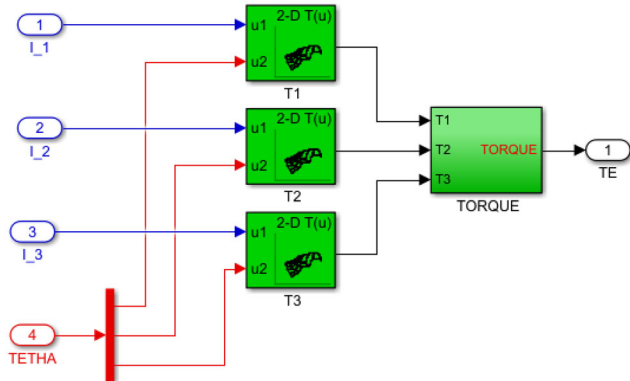 1
I_1
u1
2-D T(u)
u2
T1
2
I_2
u1
2-D T(u)
u2
T2
3
I_3
u1
2-D T(u)
u2
T3
4
TETHA
T1
T2
T3
TORQUE
TORQUE
1
TE